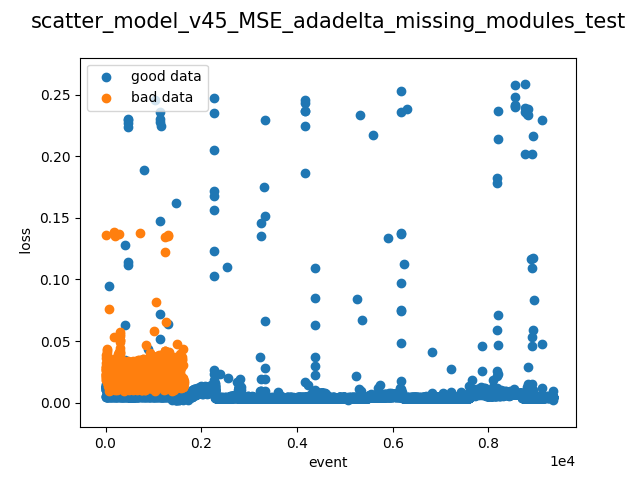 scatter_model_v45_MSE_adadelta_missing_modules_test
good data
bad data
0.25
0.20
0.15
0.10
0.05
0.00
loss
0.0
0.2
0.4
0.6
0.8
1e4
event